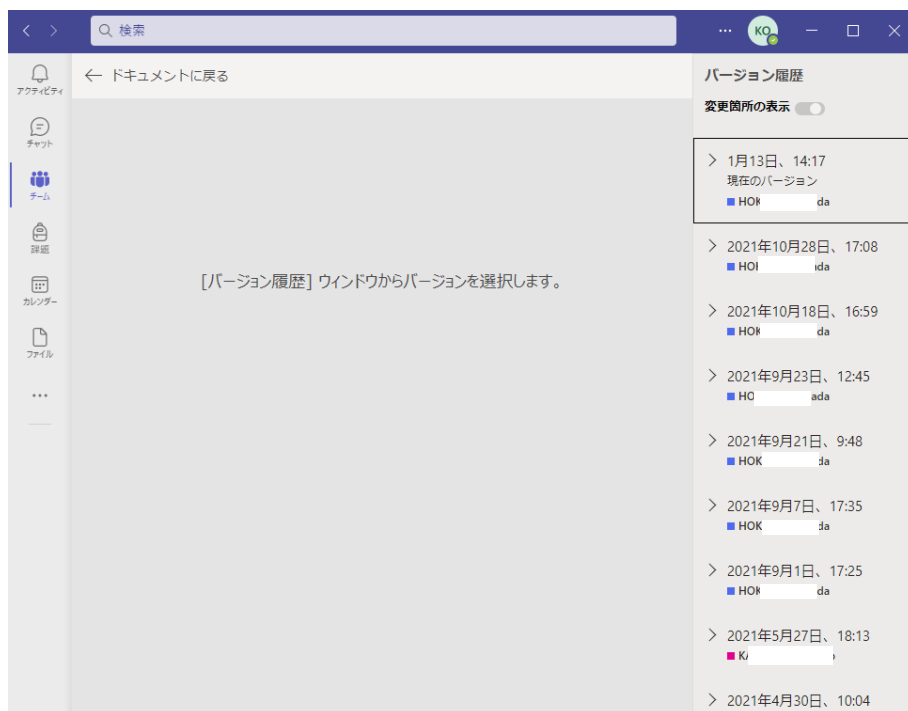 検索
KO
アクティビティ
チャット
チーム
課題
カレンダー
ファイル
ドキュメントに戻る
[バージョン履歴] ウィンドウからバージョンを選択します。
バージョン履歴
変更箇所の表示
1月13日、14:17
現在のバージョン
2021年10月28日、17:08
2021年10月18日、16:59
2021年9月23日、12:45
2021年9月21日、9:48
2021年9月7日、17:35
2021年9月1日、17:25
2021年5月27日、18:13
2021年4月30日、10:04